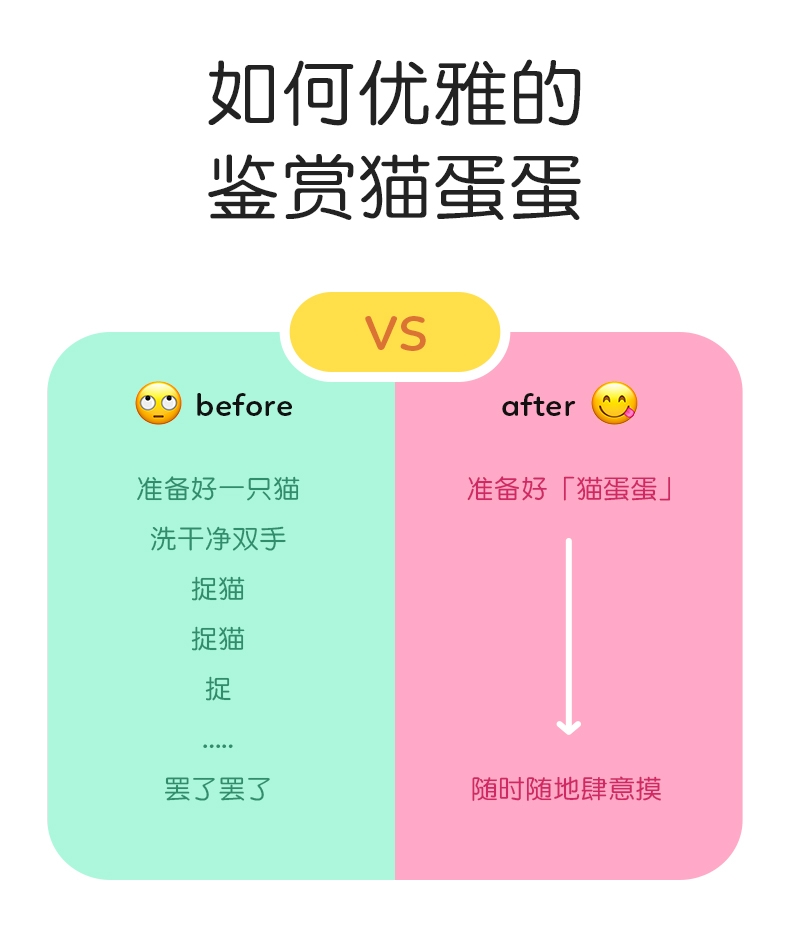 如何优雅的
鉴赏猫蛋蛋
VS
before
准备好一只猫
洗干净双手
捉猫
捉猫
捉
.....
罢了罢了
after
准备好「猫蛋蛋」
随时随地肆意摸